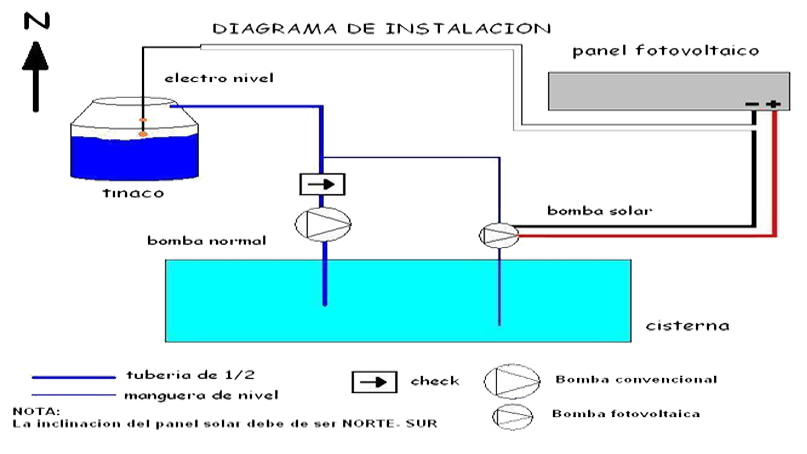 N
DIAGRAMA DE INSTALACION
panel fotovoltaico
electro nivel
− +
tinaco
bomba solar
bomba normal
cisterna
tuberia de 1/2
check
Bomba convencional
manguera de nivel
Bomba fotovoltaica
NOTA:
La inclinacion del panel solar debe de ser NORTE- SUR